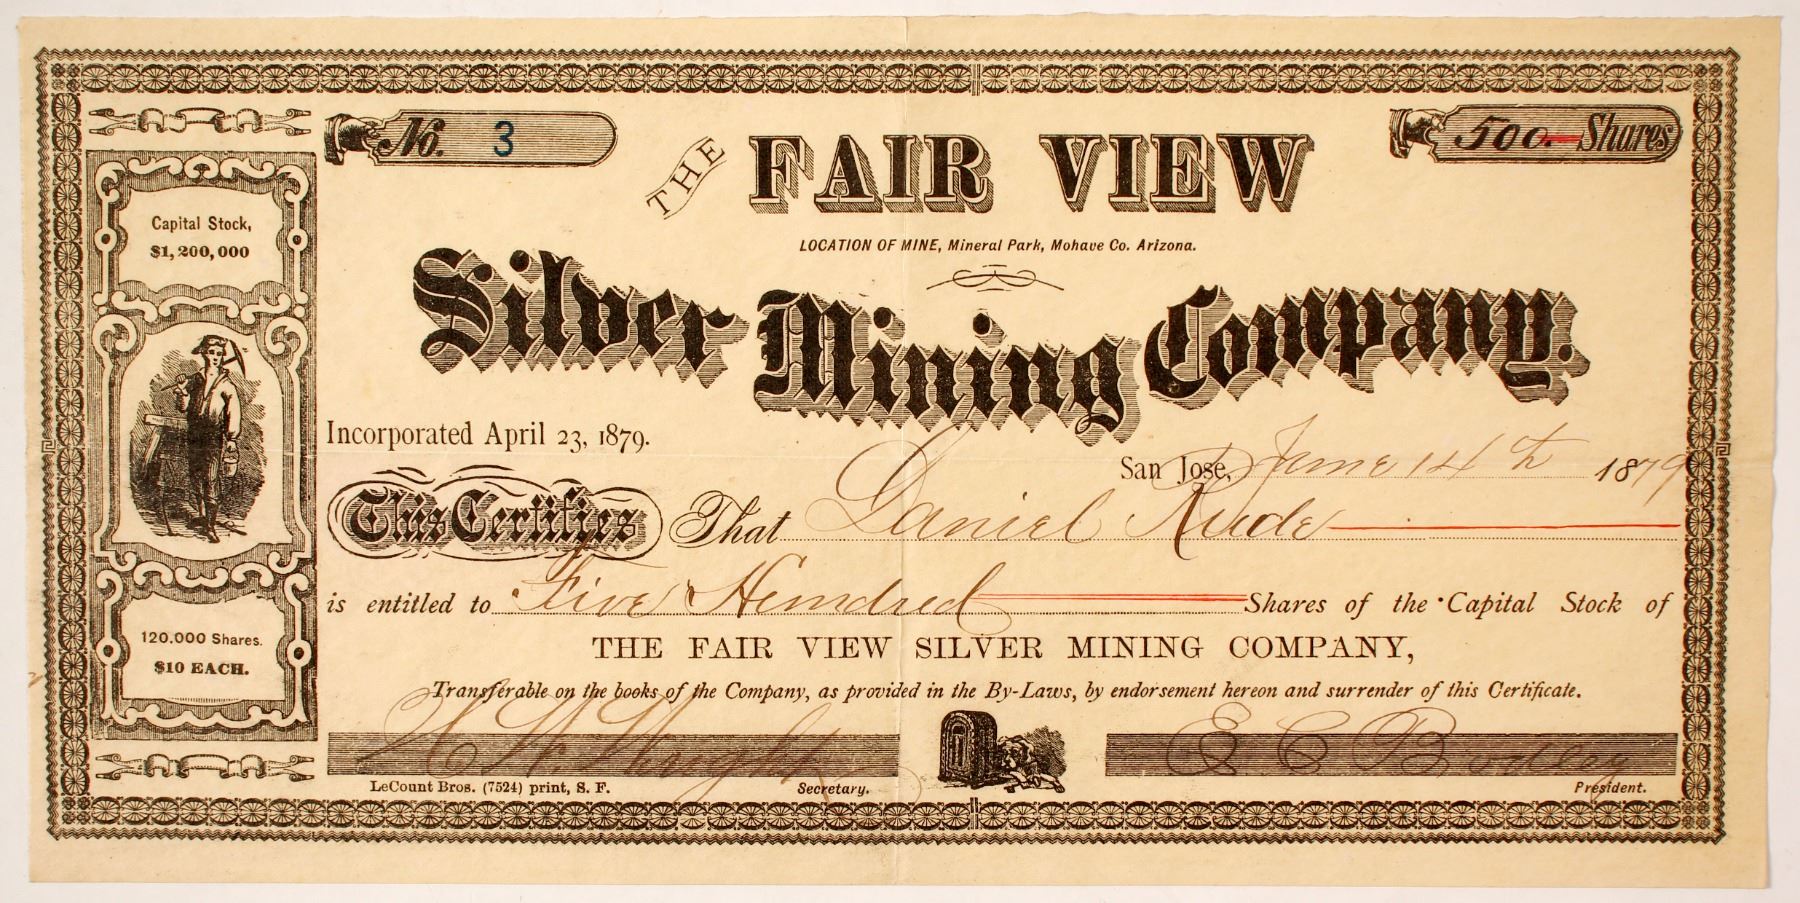 No. 3
500. Shares
THE FAIR VIEW
LOCATION OF MINE, Mineral Park, Mohave Co. Arizona.
Silver Mining Company.
Capital Stock,
$1,200,000
Incorporated April 23, 1879.
San Jose, June 14th 1879
This Certifies That Daniel Rude
is entitled to Five Hundred Shares of the Capital Stock of
THE FAIR VIEW SILVER MINING COMPANY,
120.000 Shares.
$10 EACH.
Transferable on the books of the Company, as provided in the By-Laws, by endorsement hereon and surrender of this Certificate.
E C Bodley
LeCount Bros. (7524) print, S. F.
Secretary.
President.